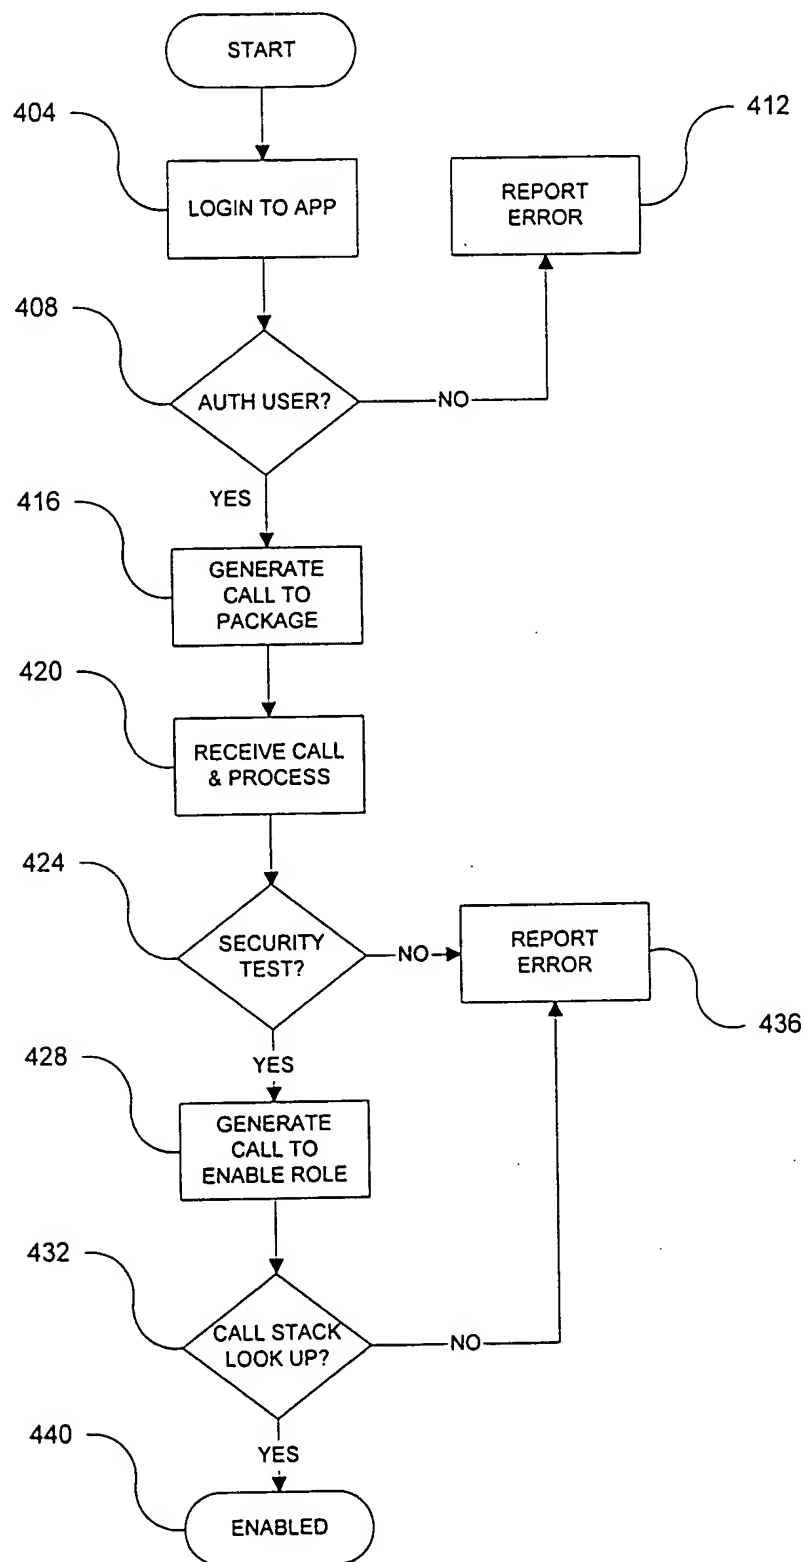 START
404
412
LOGIN TO APP
REPORT
ERROR
408
AUTH USER?
NO
YES
416
GENERATE
CALL TO
PACKAGE
420
RECEIVE CALL
& PROCESS
424
SECURITY
TEST?
NO
REPORT
ERROR
436
YES
428
GENERATE
CALL TO
ENABLE ROLE
432
CALL STACK
LOOK UP?
NO
440
YES
ENABLED